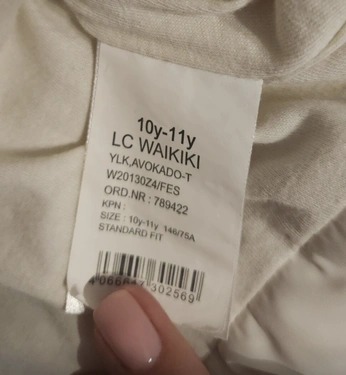 10y-11y
LC WAIKIKI
YLK,AVOKADO-T
W20130Z4/FES
ORD.NR : 789422
KPN :
SIZE : 10y-11y 146/75A
STANDARD FIT
302569